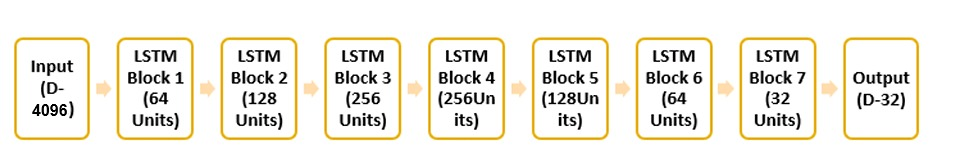 Input
(D-
4096)
LSTM
Block 1
(64
Units)
LSTM
Block 2
(128
Units)
LSTM
Block 3
(256
Units)
LSTM
Block 4
(256Un
its)
LSTM
Block 5
(128Un
its)
LSTM
Block 6
(64
Units)
LSTM
Block 7
(32
Units)
Output
(D-32)